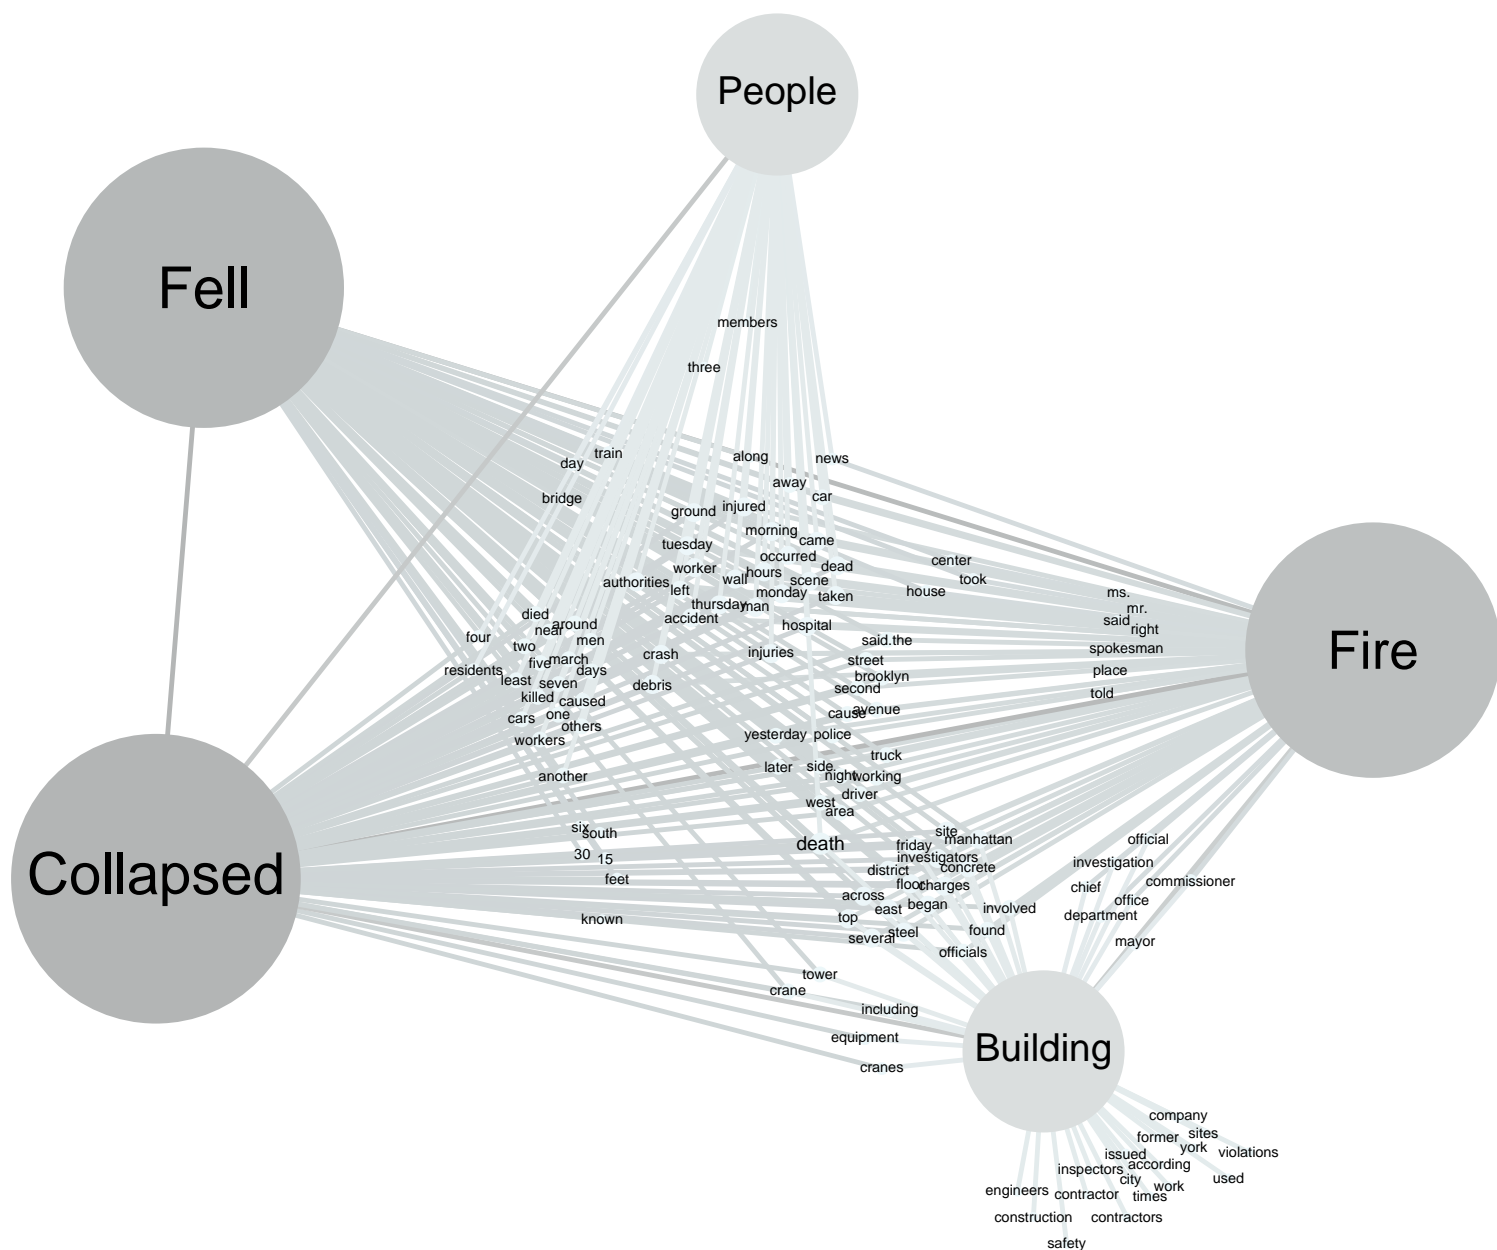 People
Fell
members
three
train
along
news
day
away
car
bridge
injured
ground
morning
came
tuesday
occurred
center
dead
worker
hours
took
authorities
wall
scene
left
house
monday
ms.
taken
thursday
man
mr.
died
accident
said
around
hospital
near
right
four
men
said.the
two
spokesman
crash
injuries
Fire
five
march
street
residents
days
place
brooklyn
least
seven
debris
second
told
killed
caused
avenue
cause
one
cars
others
yesterday
police
workers
truck
later
side.
another
night
working
driver
west
area
six
south
site
manhattan
official
death
friday
30
15
investigators
investigation
concrete
district
Collapsed
feet
commissioner
floor
charges
chief
across
office
began
east
involved
top
department
known
found
steel
several
mayor
officials
tower
crane
including
equipment
Building
cranes
company
sites
former
york
violations
issued
according
inspectors
used
city
work
engineers
contractor
times
construction
contractors
safety